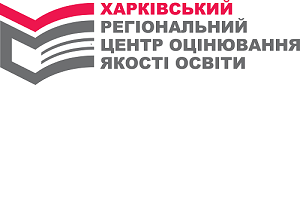 ХАРКІВСЬКИЙ
РЕГІОНАЛЬНИЙ
ЦЕНТР ОЦІНЮВАННЯ
ЯКОСТІ ОСВІТИ